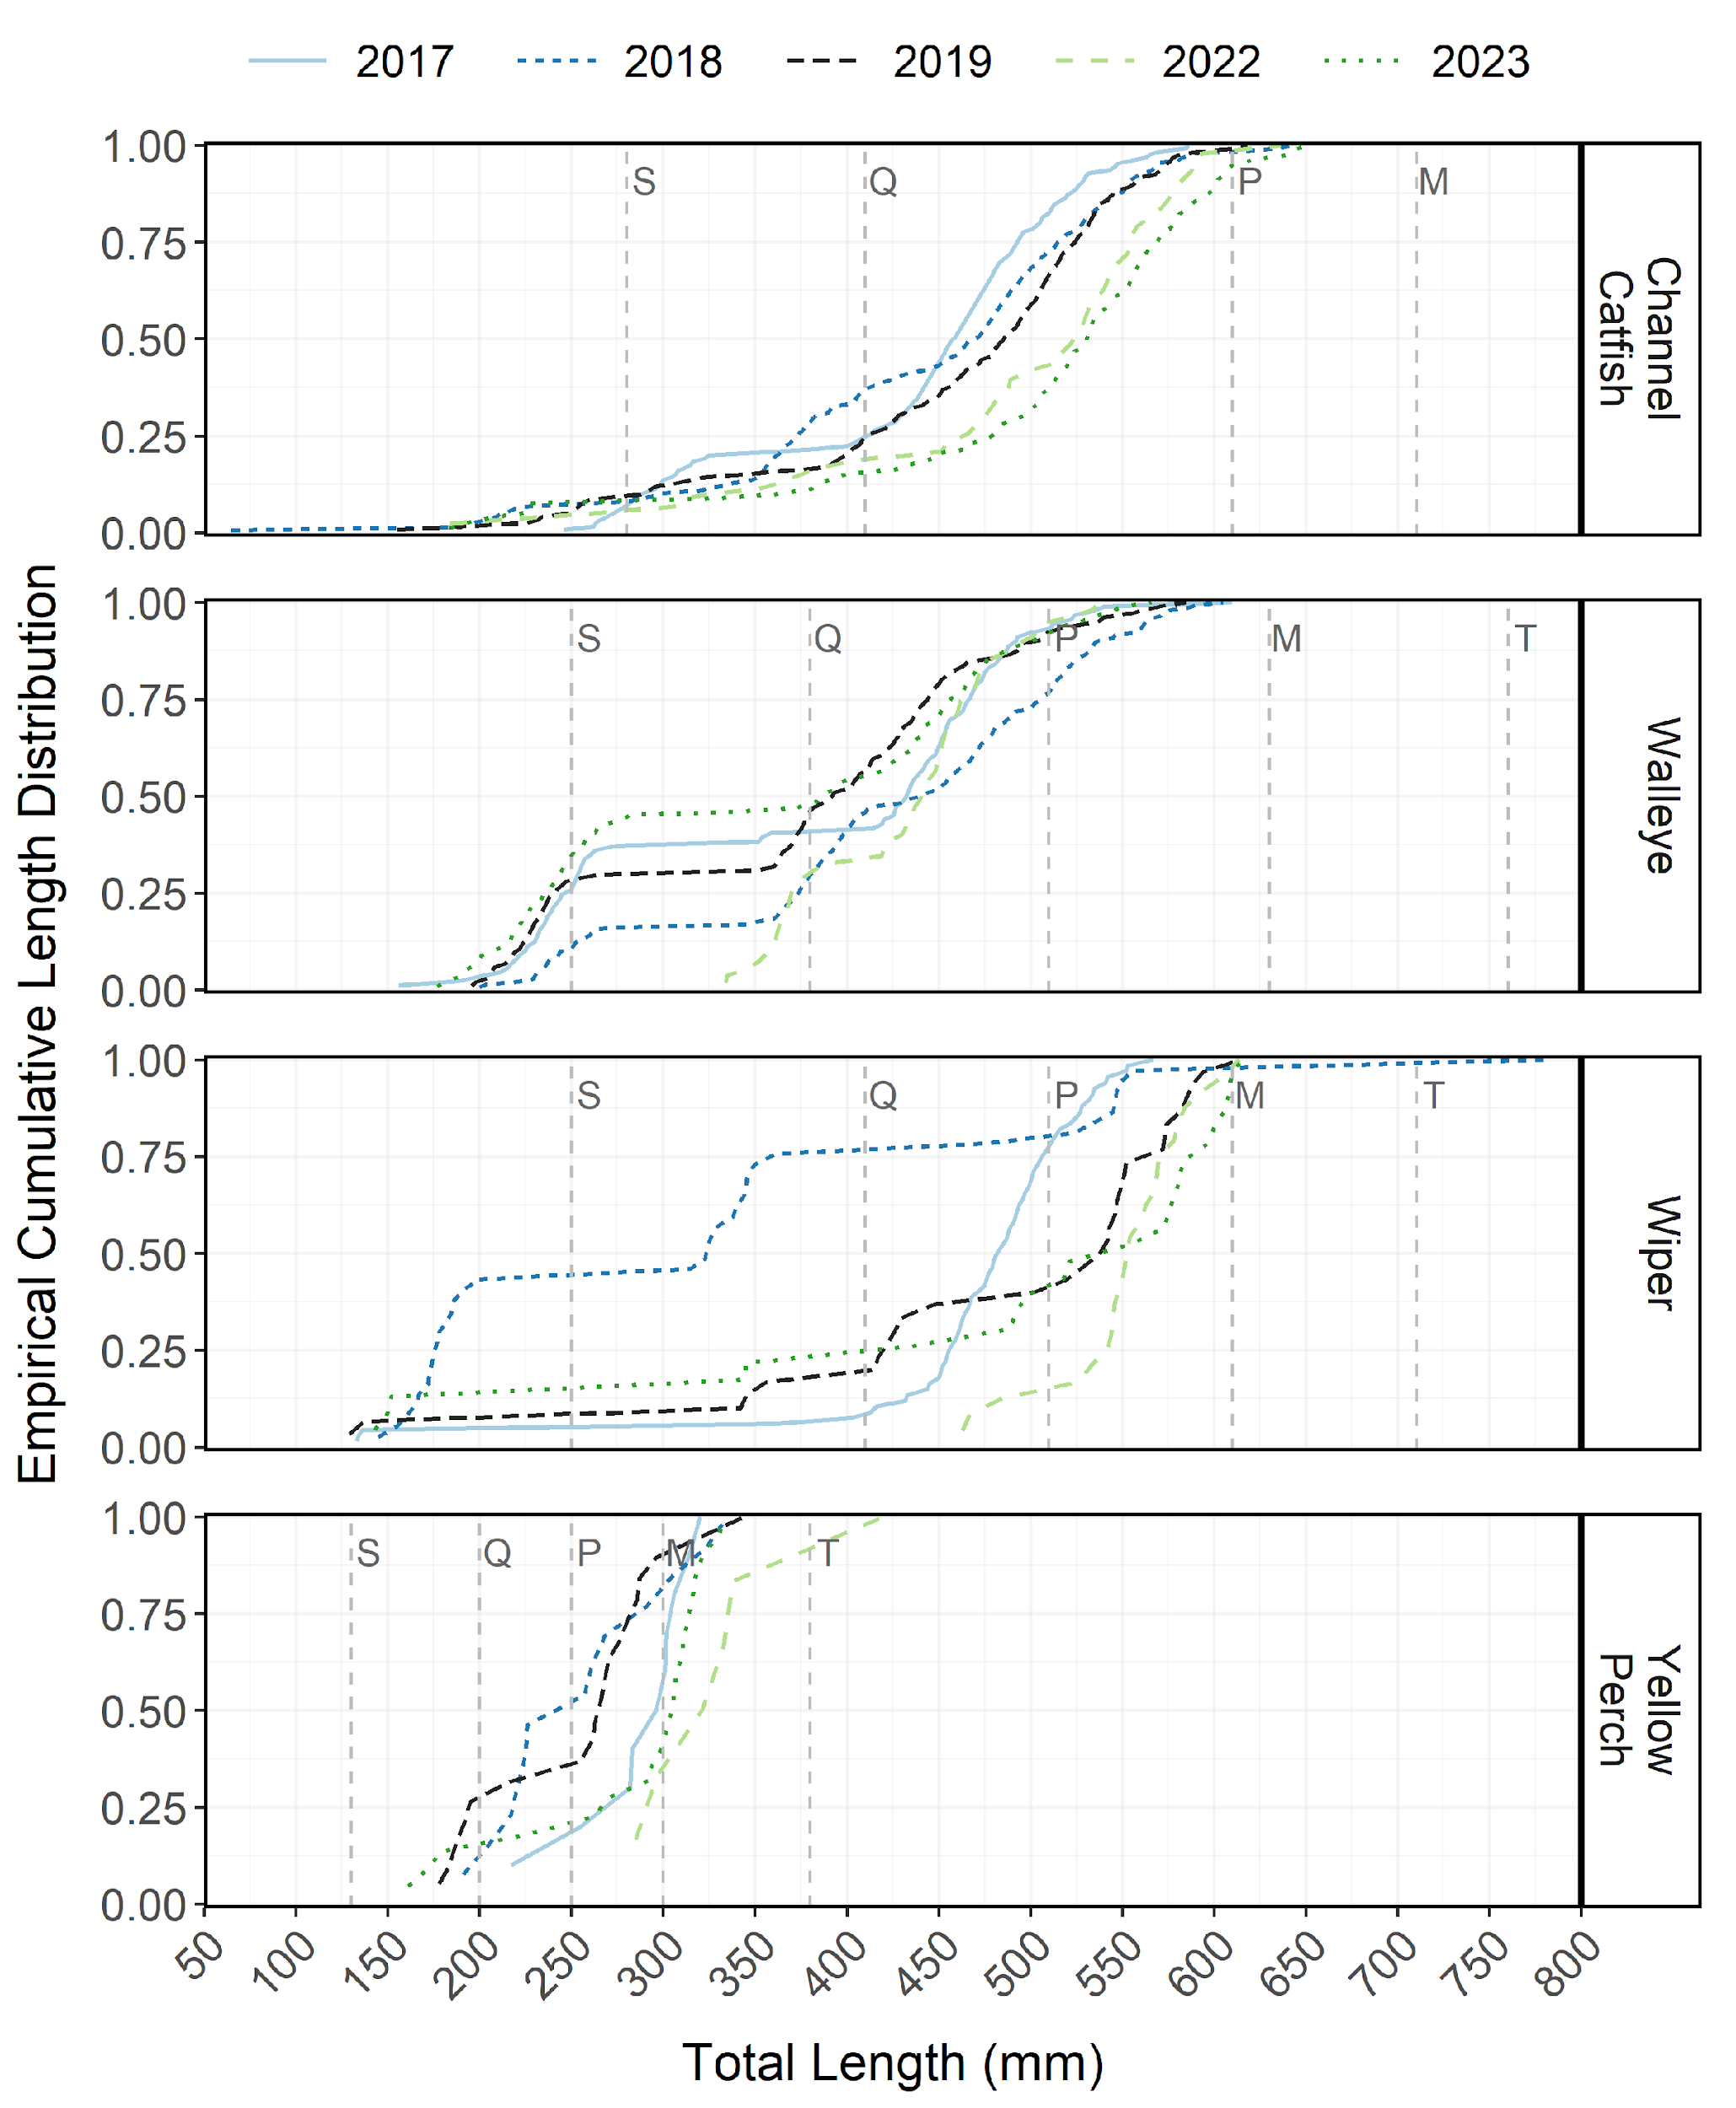 2017 2018 2019 2022 2023
Empirical Cumulative Length Distribution
1.00
0.75
0.50
0.25
0.00
S Q P M
Channel
Catfish
1.00
0.75
0.50
0.25
0.00
S Q P M T
Walleye
1.00
0.75
0.50
0.25
0.00
S Q P M T
Wiper
1.00
0.75
0.50
0.25
0.00
S Q P M T
Yellow
Perch
50 100 150 200 250 300 350 400 450 500 550 600 650 700 750 800
Total Length (mm)